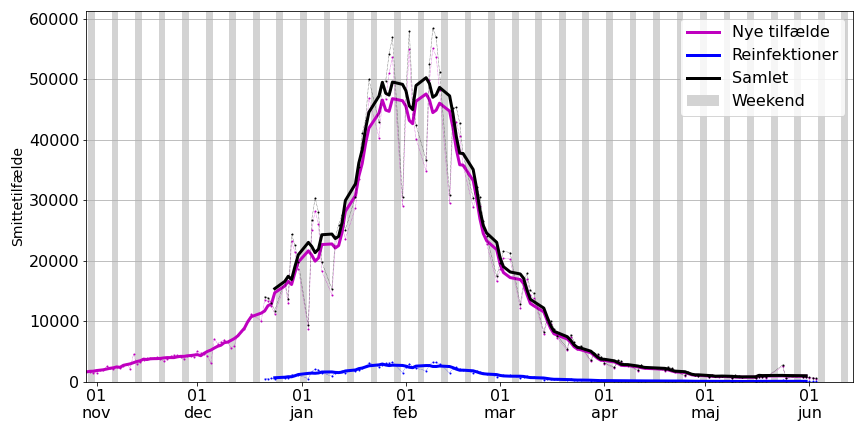 60000
50000
40000
30000
20000
10000
0
Smittetilfælde
Nye tilfælde
Reinfektioner
Samlet
Weekend
01 01 01 01 01 01 01 01
nov dec jan feb mar apr maj jun